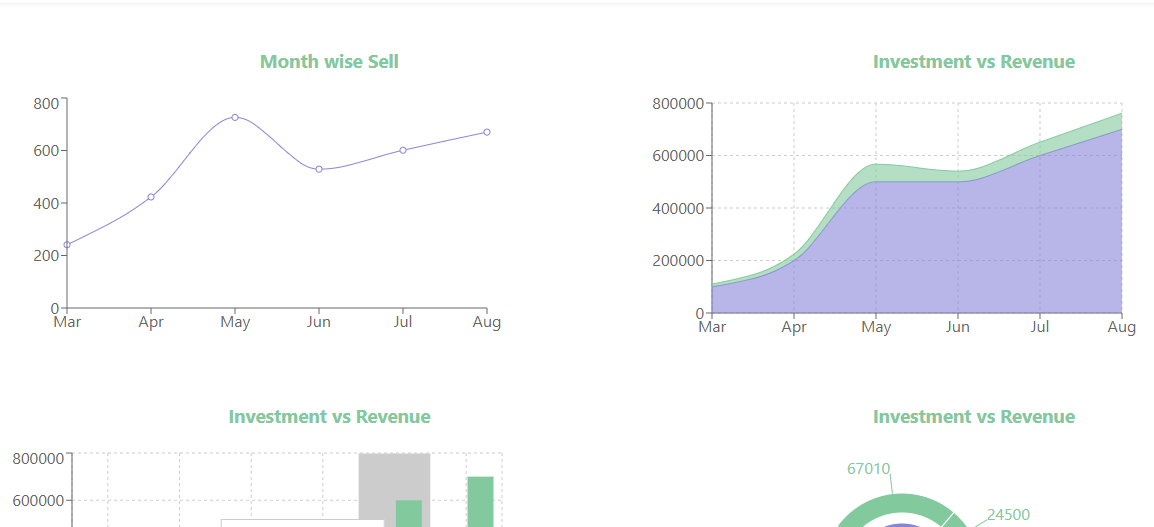 Month wise Sell
800
600
400
200
0
Mar Apr May Jun Jul Aug
Investment vs Revenue
800000
600000
400000
200000
0
Mar Apr May Jun Jul Aug
Investment vs Revenue
800000
600000
Investment vs Revenue
67010
24500